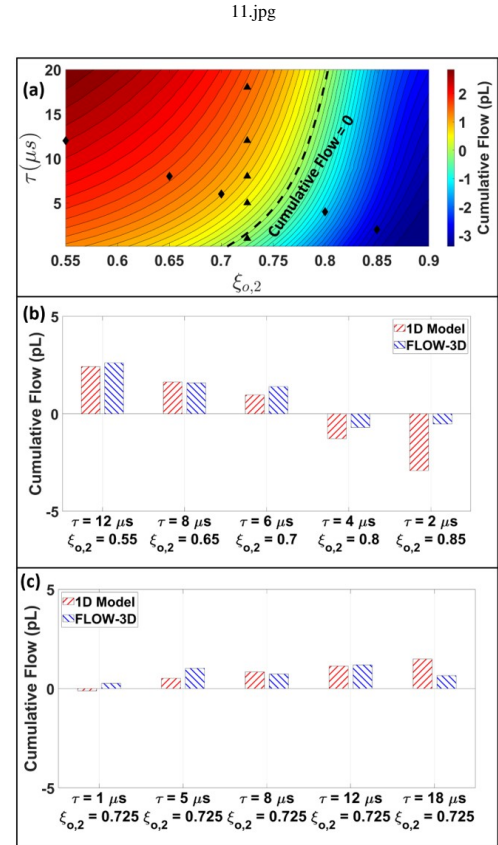 11.jpg
(a)
τ(μs)
20
15
10
5
Cumulative Flow = 0
0.55 0.6 0.65 0.7 0.75 0.8 0.85 0.9
ξo,2
2
1
0
-1
-2
-3
Cumulative Flow (pL)
(b)
Cumulative Flow (pL)
5
0
-5
1D Model
FLOW-3D
τ = 12 μs τ = 8 μs τ = 6 μs τ = 4 μs τ = 2 μs
ξo,2 = 0.55 ξo,2 = 0.65 ξo,2 = 0.7 ξo,2 = 0.8 ξo,2 = 0.85
(c)
Cumulative Flow (pL)
5
0
-5
1D Model
FLOW-3D
τ = 1 μs τ = 5 μs τ = 8 μs τ = 12 μs τ = 18 μs
ξo,2 = 0.725 ξo,2 = 0.725 ξo,2 = 0.725 ξo,2 = 0.725 ξo,2 = 0.725